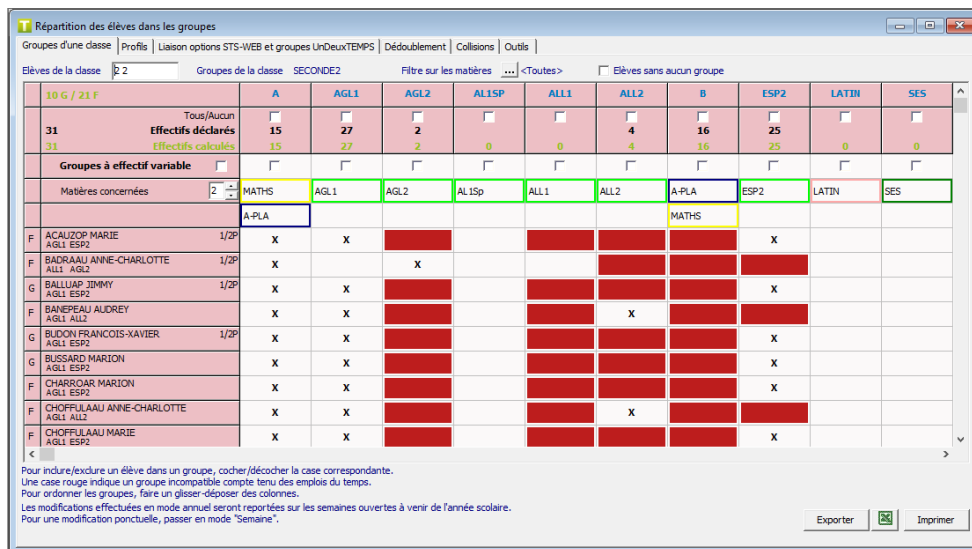 Répartition des élèves dans les groupes
Groupes d'une classe Profils Liaison options STS-WEB et groupes UnDeuxTEMPS Dédoublement Collisions Outils
Elèves de la classe 2 2 Groupes de la classe SECONDE2 Filtre sur les matières ... <Toutes> Elèves sans aucun groupe
10 G / 21 F A AGL1 AGL2 AL1SP ALL1 ALL2 B ESP2 LATIN SES
Tous/Aucun
31 Effectifs déclarés 15 27 2 4 16 25
31 Effectifs calculés 15 27 2 0 0 4 16 25 0 0
Groupes à effectif variable
Matières concernées 2 MATHS AGL1 AGL2 AL1Sp ALL1 ALL2 A-PLA ESP2 LATIN SES
A-PLA MATHS
F ACAUZOP MARIE 1/2P X X X
AGL1 ESP2
F BADRAAU ANNE-CHARLOTTE 1/2P X X
ALL1 AGL2
G BALLUAP JIMMY 1/2P X X X
AGL1 ESP2
F BANEPEAU AUDREY X X X
AGL1 ALL2
G BUDON FRANCOIS-XAVIER 1/2P X X X
AGL1 ESP2
G BUSSARD MARION X X X
AGL1 ESP2
F CHARROAR MARION X X X
AGL1 ESP2
F CHOFFULAAU ANNE-CHARLOTTE X X X
AGL1 ALL2
F CHOFFULAAU MARIE X X X
AGL1 ESP2
Pour inclure/exclure un élève dans un groupe, cocher/décocher la case correspondante.
Une case rouge indique un groupe incompatible compte tenu des emplois du temps.
Pour ordonner les groupes, faire un glisser-déposer des colonnes.
Les modifications effectuées en mode annuel seront reportées sur les semaines ouvertes à venir de l'année scolaire.
Pour une modification ponctuelle, passer en mode "Semaine".
Exporter Imprimer